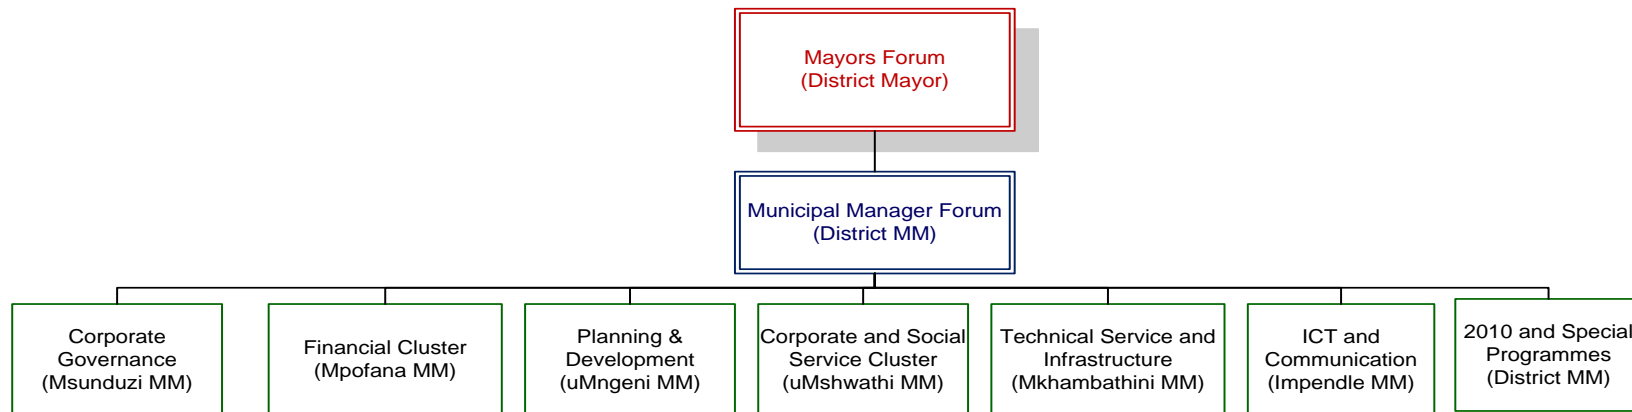 Mayors Forum
(District Mayor)
Municipal Manager Forum
(District MM)
Corporate
Governance
(Msunduzi MM)
Financial Cluster
(Mpofana MM)
Planning &
Development
(uMngeni MM)
Corporate and Social
Service Cluster
(uMshwathi MM)
Technical Service and
Infrastructure
(Mkhambathini MM)
ICT and
Communication
(Impendle MM)
2010 and Special
Programmes
(District MM)